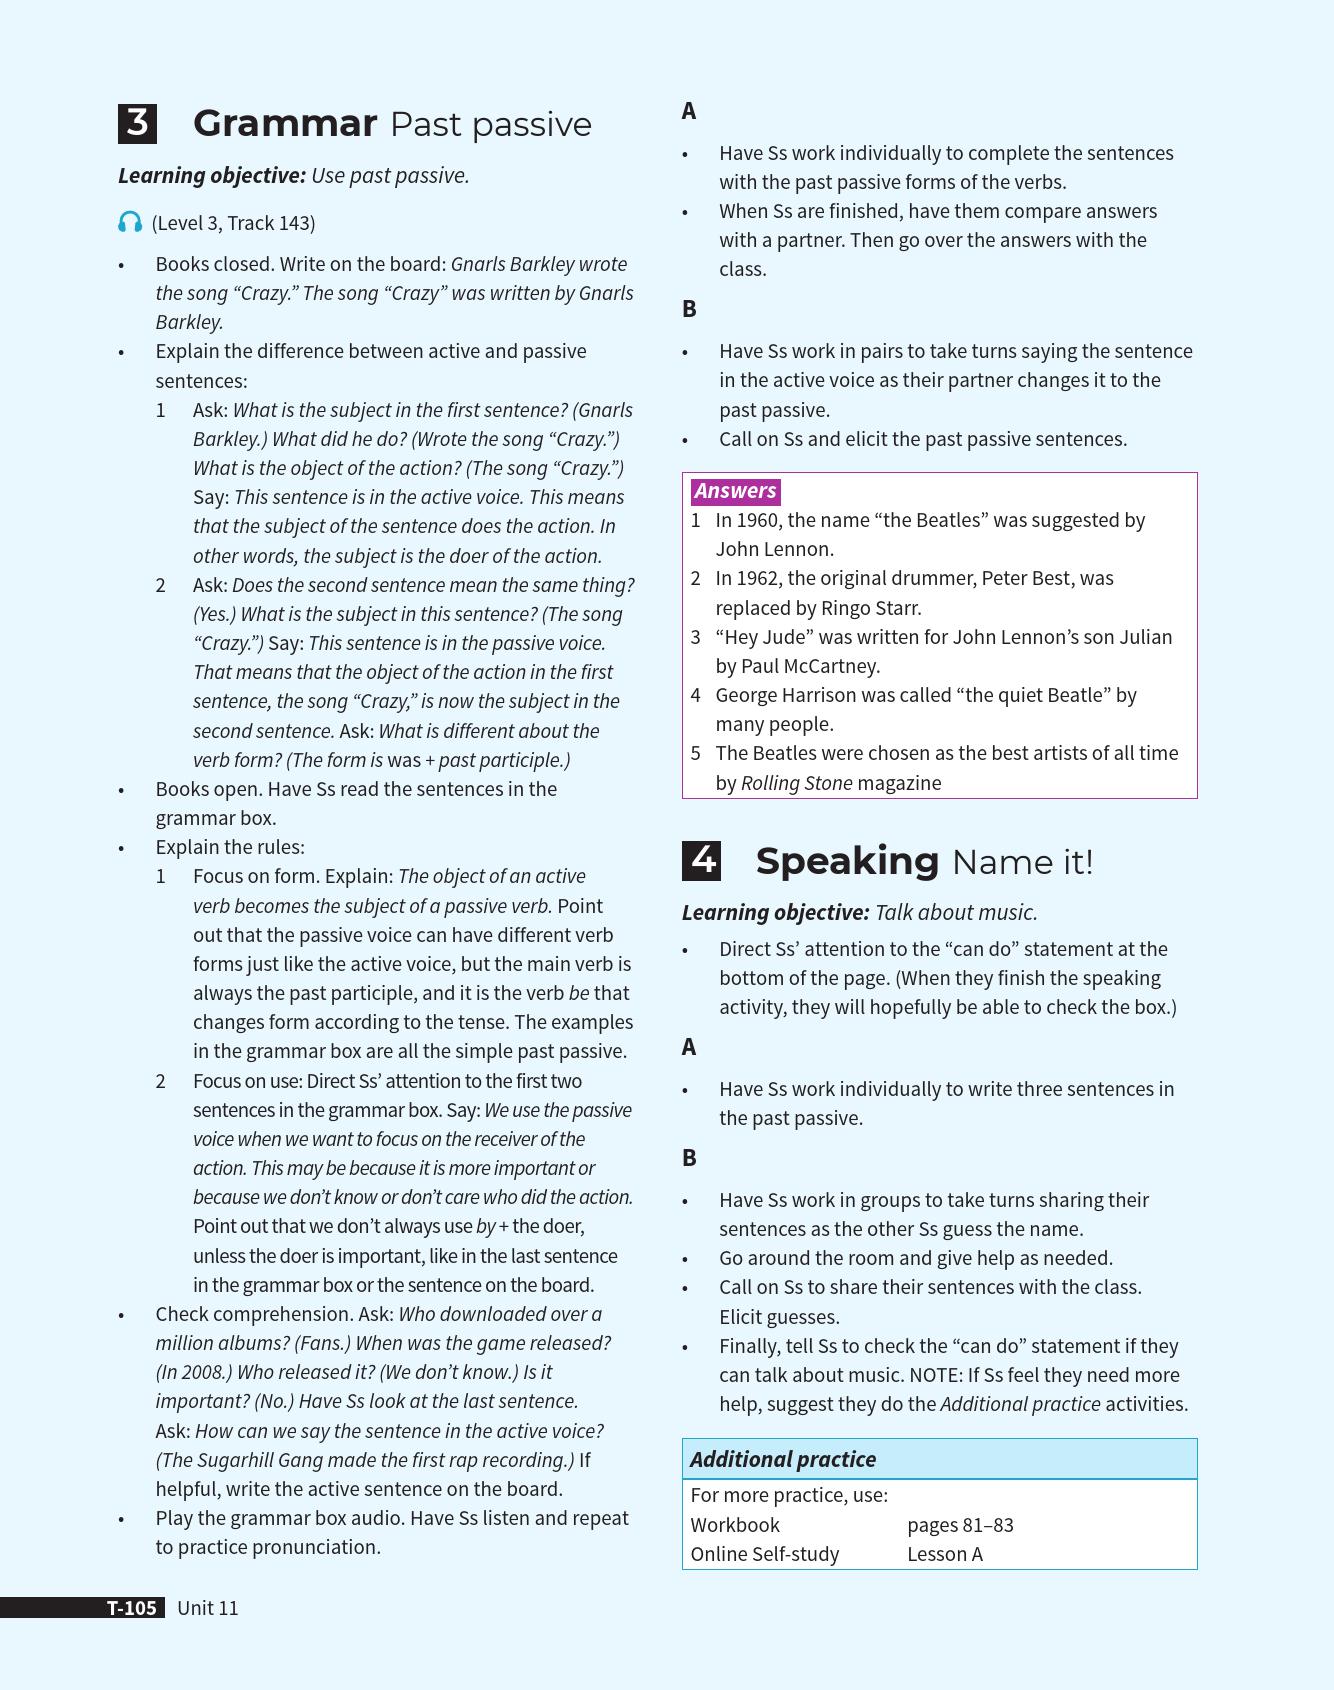 3 Grammar Past passive
Learning objective: Use past passive.
(Level 3, Track 143)
• Books closed. Write on the board: Gnarls Barkley wrote
the song “Crazy.” The song “Crazy” was written by Gnarls
Barkley.
• Explain the difference between active and passive
sentences:
1 Ask: What is the subject in the first sentence? (Gnarls
Barkley.) What did he do? (Wrote the song “Crazy.”)
What is the object of the action? (The song “Crazy.”)
Say: This sentence is in the active voice. This means
that the subject of the sentence does the action. In
other words, the subject is the doer of the action.
2 Ask: Does the second sentence mean the same thing?
(Yes.) What is the subject in this sentence? (The song
“Crazy.”) Say: This sentence is in the passive voice.
That means that the object of the action in the first
sentence, the song “Crazy,” is now the subject in the
second sentence. Ask: What is different about the
verb form? (The form is was + past participle.)
• Books open. Have Ss read the sentences in the
grammar box.
• Explain the rules:
1 Focus on form. Explain: The object of an active
verb becomes the subject of a passive verb. Point
out that the passive voice can have different verb
forms just like the active voice, but the main verb is
always the past participle, and it is the verb be that
changes form according to the tense. The examples
in the grammar box are all the simple past passive.
2 Focus on use: Direct Ss’ attention to the first two
sentences in the grammar box. Say: We use the passive
voice when we want to focus on the receiver of the
action. This may be because it is more important or
because we don’t know or don’t care who did the action.
Point out that we don’t always use by + the doer,
unless the doer is important, like in the last sentence
in the grammar box or the sentence on the board.
• Check comprehension. Ask: Who downloaded over a
million albums? (Fans.) When was the game released?
(In 2008.) Who released it? (We don’t know.) Is it
important? (No.) Have Ss look at the last sentence.
Ask: How can we say the sentence in the active voice?
(The Sugarhill Gang made the first rap recording.) If
helpful, write the active sentence on the board.
• Play the grammar box audio. Have Ss listen and repeat
to practice pronunciation.
A
• Have Ss work individually to complete the sentences
with the past passive forms of the verbs.
• When Ss are finished, have them compare answers
with a partner. Then go over the answers with the
class.
B
• Have Ss work in pairs to take turns saying the sentence
in the active voice as their partner changes it to the
past passive.
• Call on Ss and elicit the past passive sentences.
Answers
1 In 1960, the name “the Beatles” was suggested by
John Lennon.
2 In 1962, the original drummer, Peter Best, was
replaced by Ringo Starr.
3 “Hey Jude” was written for John Lennon’s son Julian
by Paul McCartney.
4 George Harrison was called “the quiet Beatle” by
many people.
5 The Beatles were chosen as the best artists of all time
by Rolling Stone magazine
4 Speaking Name it!
Learning objective: Talk about music.
• Direct Ss’ attention to the “can do” statement at the
bottom of the page. (When they finish the speaking
activity, they will hopefully be able to check the box.)
A
• Have Ss work individually to write three sentences in
the past passive.
B
• Have Ss work in groups to take turns sharing their
sentences as the other Ss guess the name.
• Go around the room and give help as needed.
• Call on Ss to share their sentences with the class.
Elicit guesses.
• Finally, tell Ss to check the “can do” statement if they
can talk about music. NOTE: If Ss feel they need more
help, suggest they do the Additional practice activities.
Additional practice
For more practice, use:
Workbook pages 81–83
Online Self-study Lesson A
T-105 Unit 11